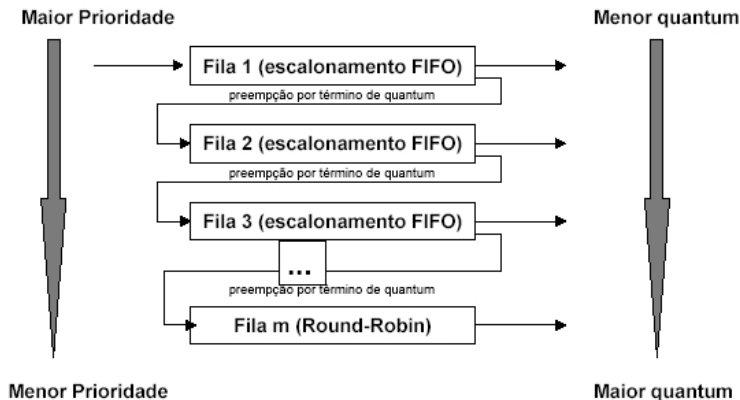 Maior Prioridade
Menor quantum
Fila 1 (escalonamento FIFO)
preempção por término de quantum
Fila 2 (escalonamento FIFO)
preempção por término de quantum
Fila 3 (escalonamento FIFO)
...
preempção por término de quantum
Fila m (Round-Robin)
Menor Prioridade
Maior quantum